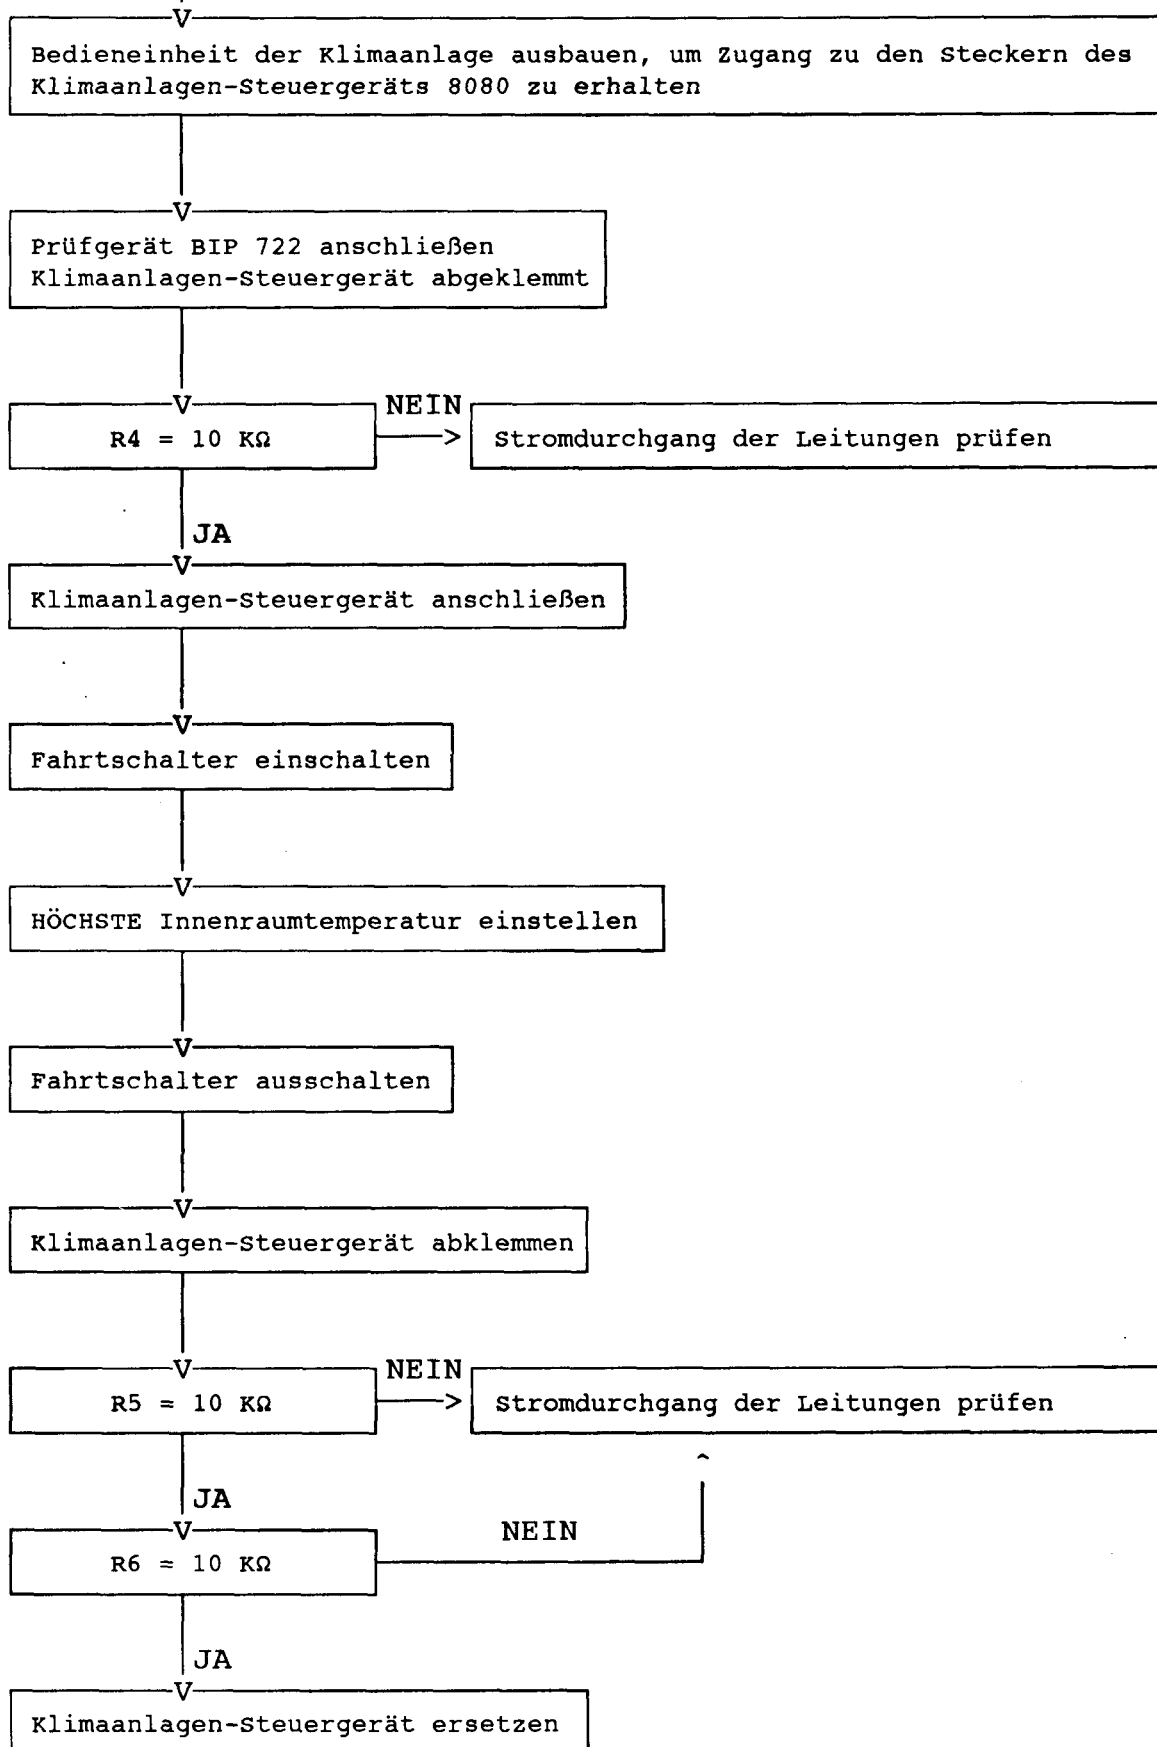 Bedieneinheit der Klimaanlage ausbauen, um Zugang zu den Steckern des
Klimaanlagen-Steuergeräts 8080 zu erhalten
Prüfgerät BIP 722 anschließen
Klimaanlagen-Steuergerät abgeklemmt
R4 = 10 KΩ
NEIN
Stromdurchgang der Leitungen prüfen
JA
Klimaanlagen-Steuergerät anschließen
Fahrtschalter einschalten
HÖCHSTE Innenraumtemperatur einstellen
Fahrtschalter ausschalten
Klimaanlagen-Steuergerät abklemmen
R5 = 10 KΩ
NEIN
Stromdurchgang der Leitungen prüfen
JA
R6 = 10 KΩ
NEIN
JA
Klimaanlagen-Steuergerät ersetzen